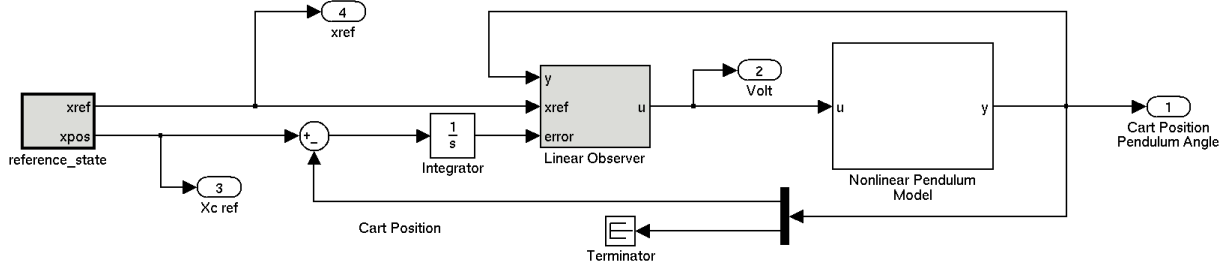 4
xref
y
2
Volt
xref
xref
u
u
y
1
xpos
error
+
−
1
s
reference_state
Integrator
Linear Observer
Cart Position
Pendulum Angle
3
Xc ref
Nonlinear Pendulum
Model
Cart Position
Terminator